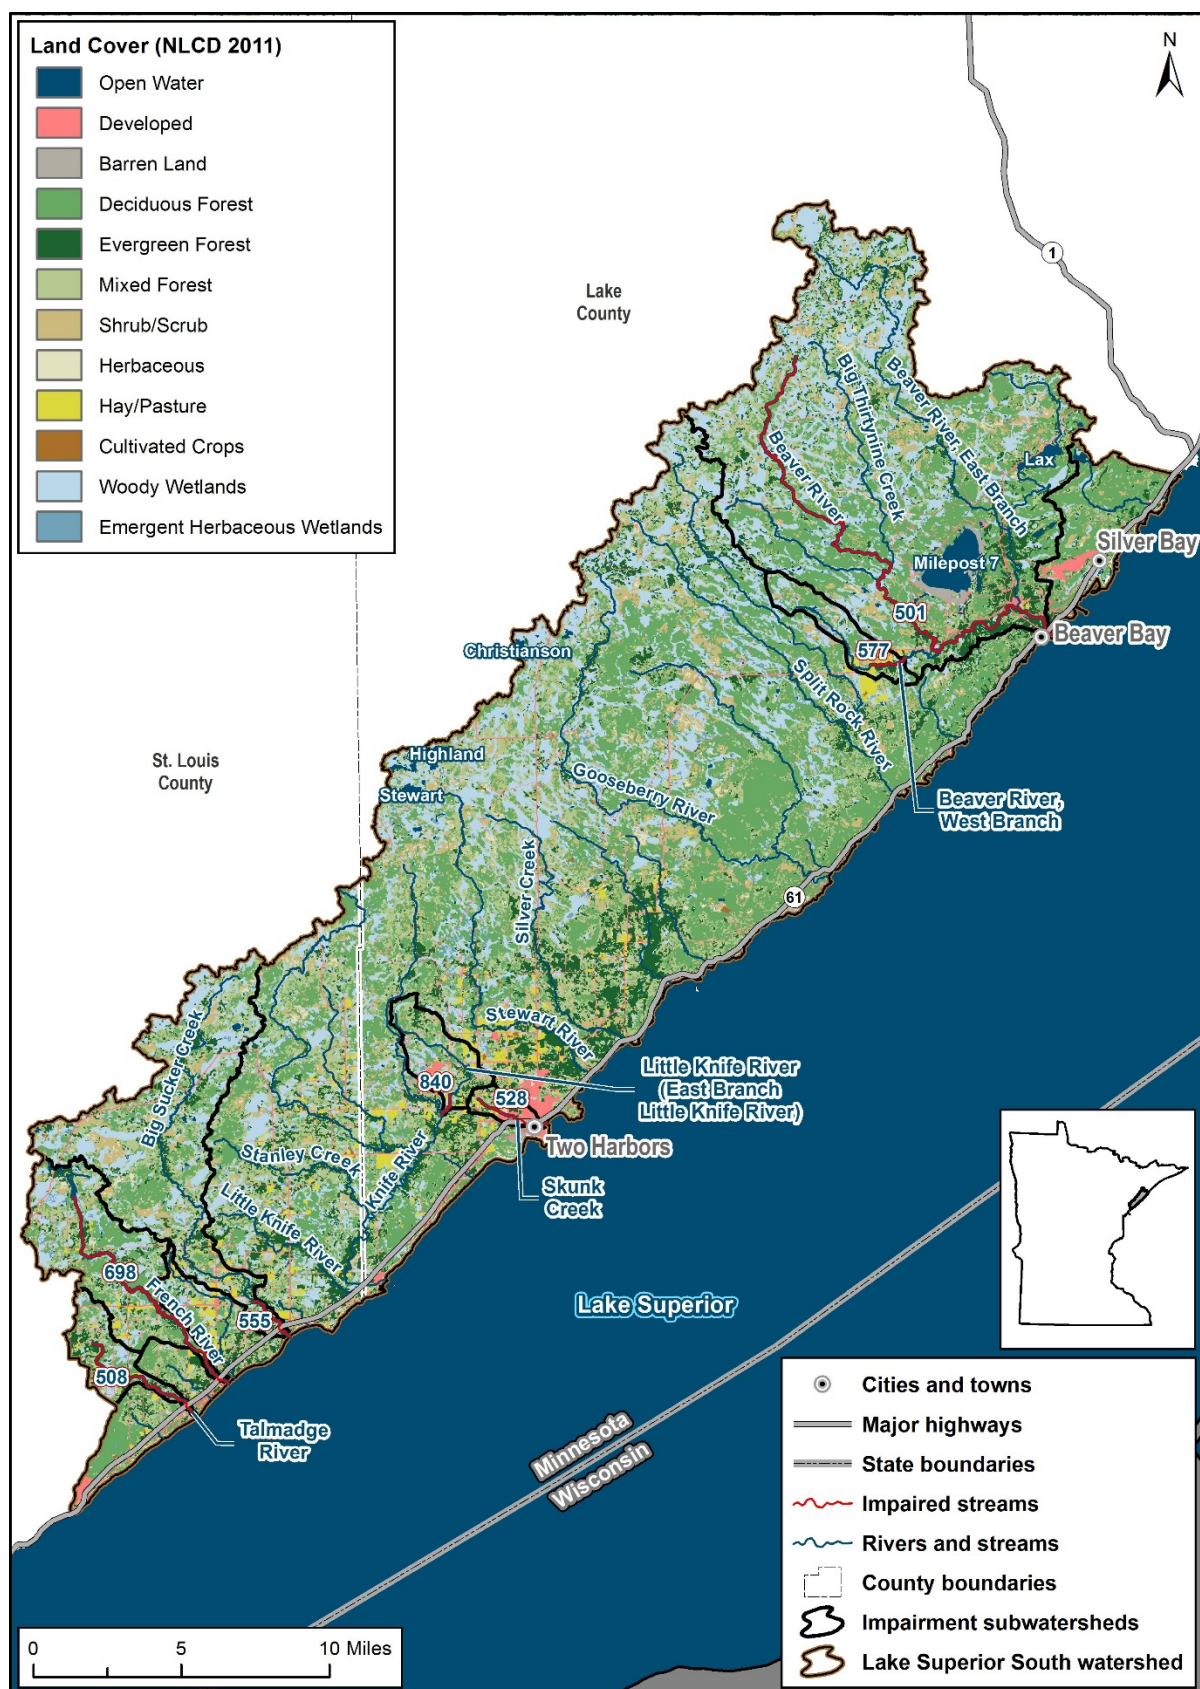 Land Cover (NLCD 2011)
Open Water
Developed
Barren Land
Deciduous Forest
Evergreen Forest
Mixed Forest
Shrub/Scrub
Herbaceous
Hay/Pasture
Cultivated Crops
Woody Wetlands
Emergent Herbaceous Wetlands
N
1
Lake
County
Beaver River
Big Thirtynine Creek
Beaver River, East Branch
Lax
Milepost 7
Silver Bay
501
Beaver Bay
577
Christianson
Split Rock River
Highland
St. Louis
County
Stewart
Gooseberry River
Beaver River,
West Branch
Silver Creek
61
Big Sucker Creek
Stewart River
Little Knife River
(East Branch
Little Knife River)
840
528
Two Harbors
Stanley Creek
Knife River
Skunk
Creek
Little Knife River
698
French River
555
508
Lake Superior
Talmadge
River
Minnesota
Wisconsin
Cities and towns
Major highways
State boundaries
Impaired streams
Rivers and streams
County boundaries
Impairment subwatersheds
Lake Superior South watershed
0 5 10 Miles